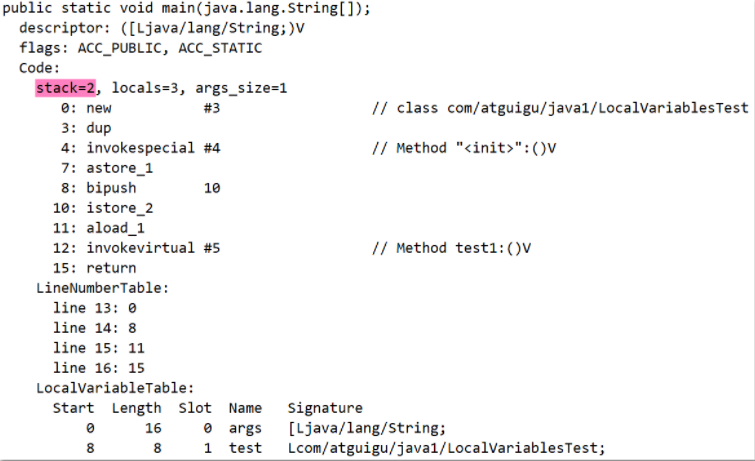 public static void main(java.lang.String[]);
descriptor: ([Ljava/lang/String;)V
flags: ACC_PUBLIC, ACC_STATIC
Code:
stack=2, locals=3, args_size=1
0: new #3 // class com/atguigu/java1/LocalVariablesTest
3: dup
4: invokespecial #4 // Method "<init>":()V
7: astore_1
8: bipush 10
10: istore_2
11: aload_1
12: invokevirtual #5 // Method test1:()V
15: return
LineNumberTable:
line 13: 0
line 14: 8
line 15: 11
line 16: 15
LocalVariableTable:
Start Length Slot Name Signature
0 16 0 args [Ljava/lang/String;
8 8 1 test Lcom/atguigu/java1/LocalVariablesTest;